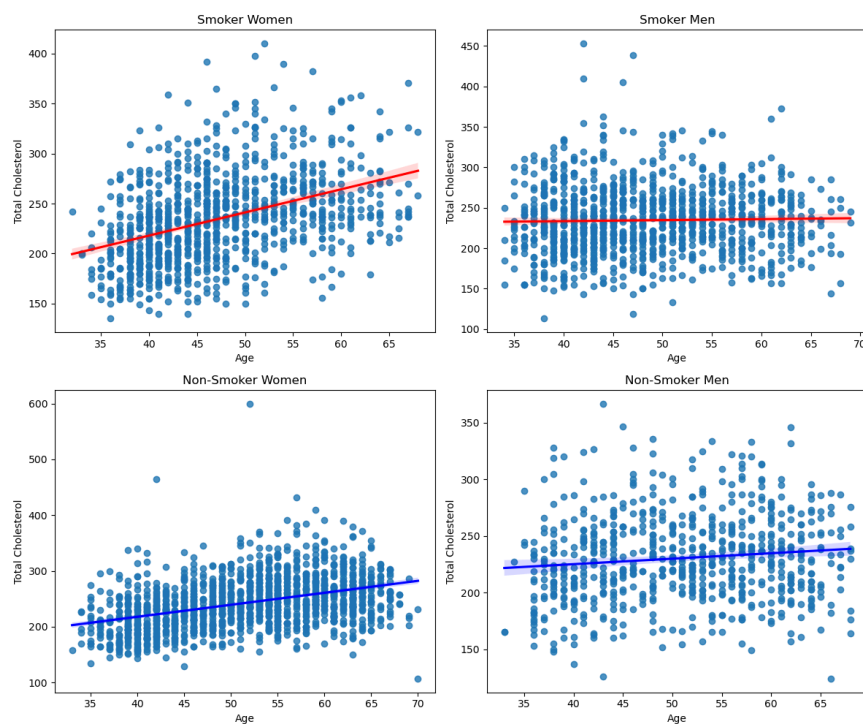 Smoker Women
Total Cholesterol
400
350
300
250
200
150
35 40 45 50 55 60 65
Age
Smoker Men
Total Cholesterol
450
400
350
300
250
200
150
100
35 40 45 50 55 60 65 70
Age
Non-Smoker Women
Total Cholesterol
600
500
400
300
200
100
35 40 45 50 55 60 65 70
Age
Non-Smoker Men
Total Cholesterol
350
300
250
200
150
35 40 45 50 55 60 65
Age